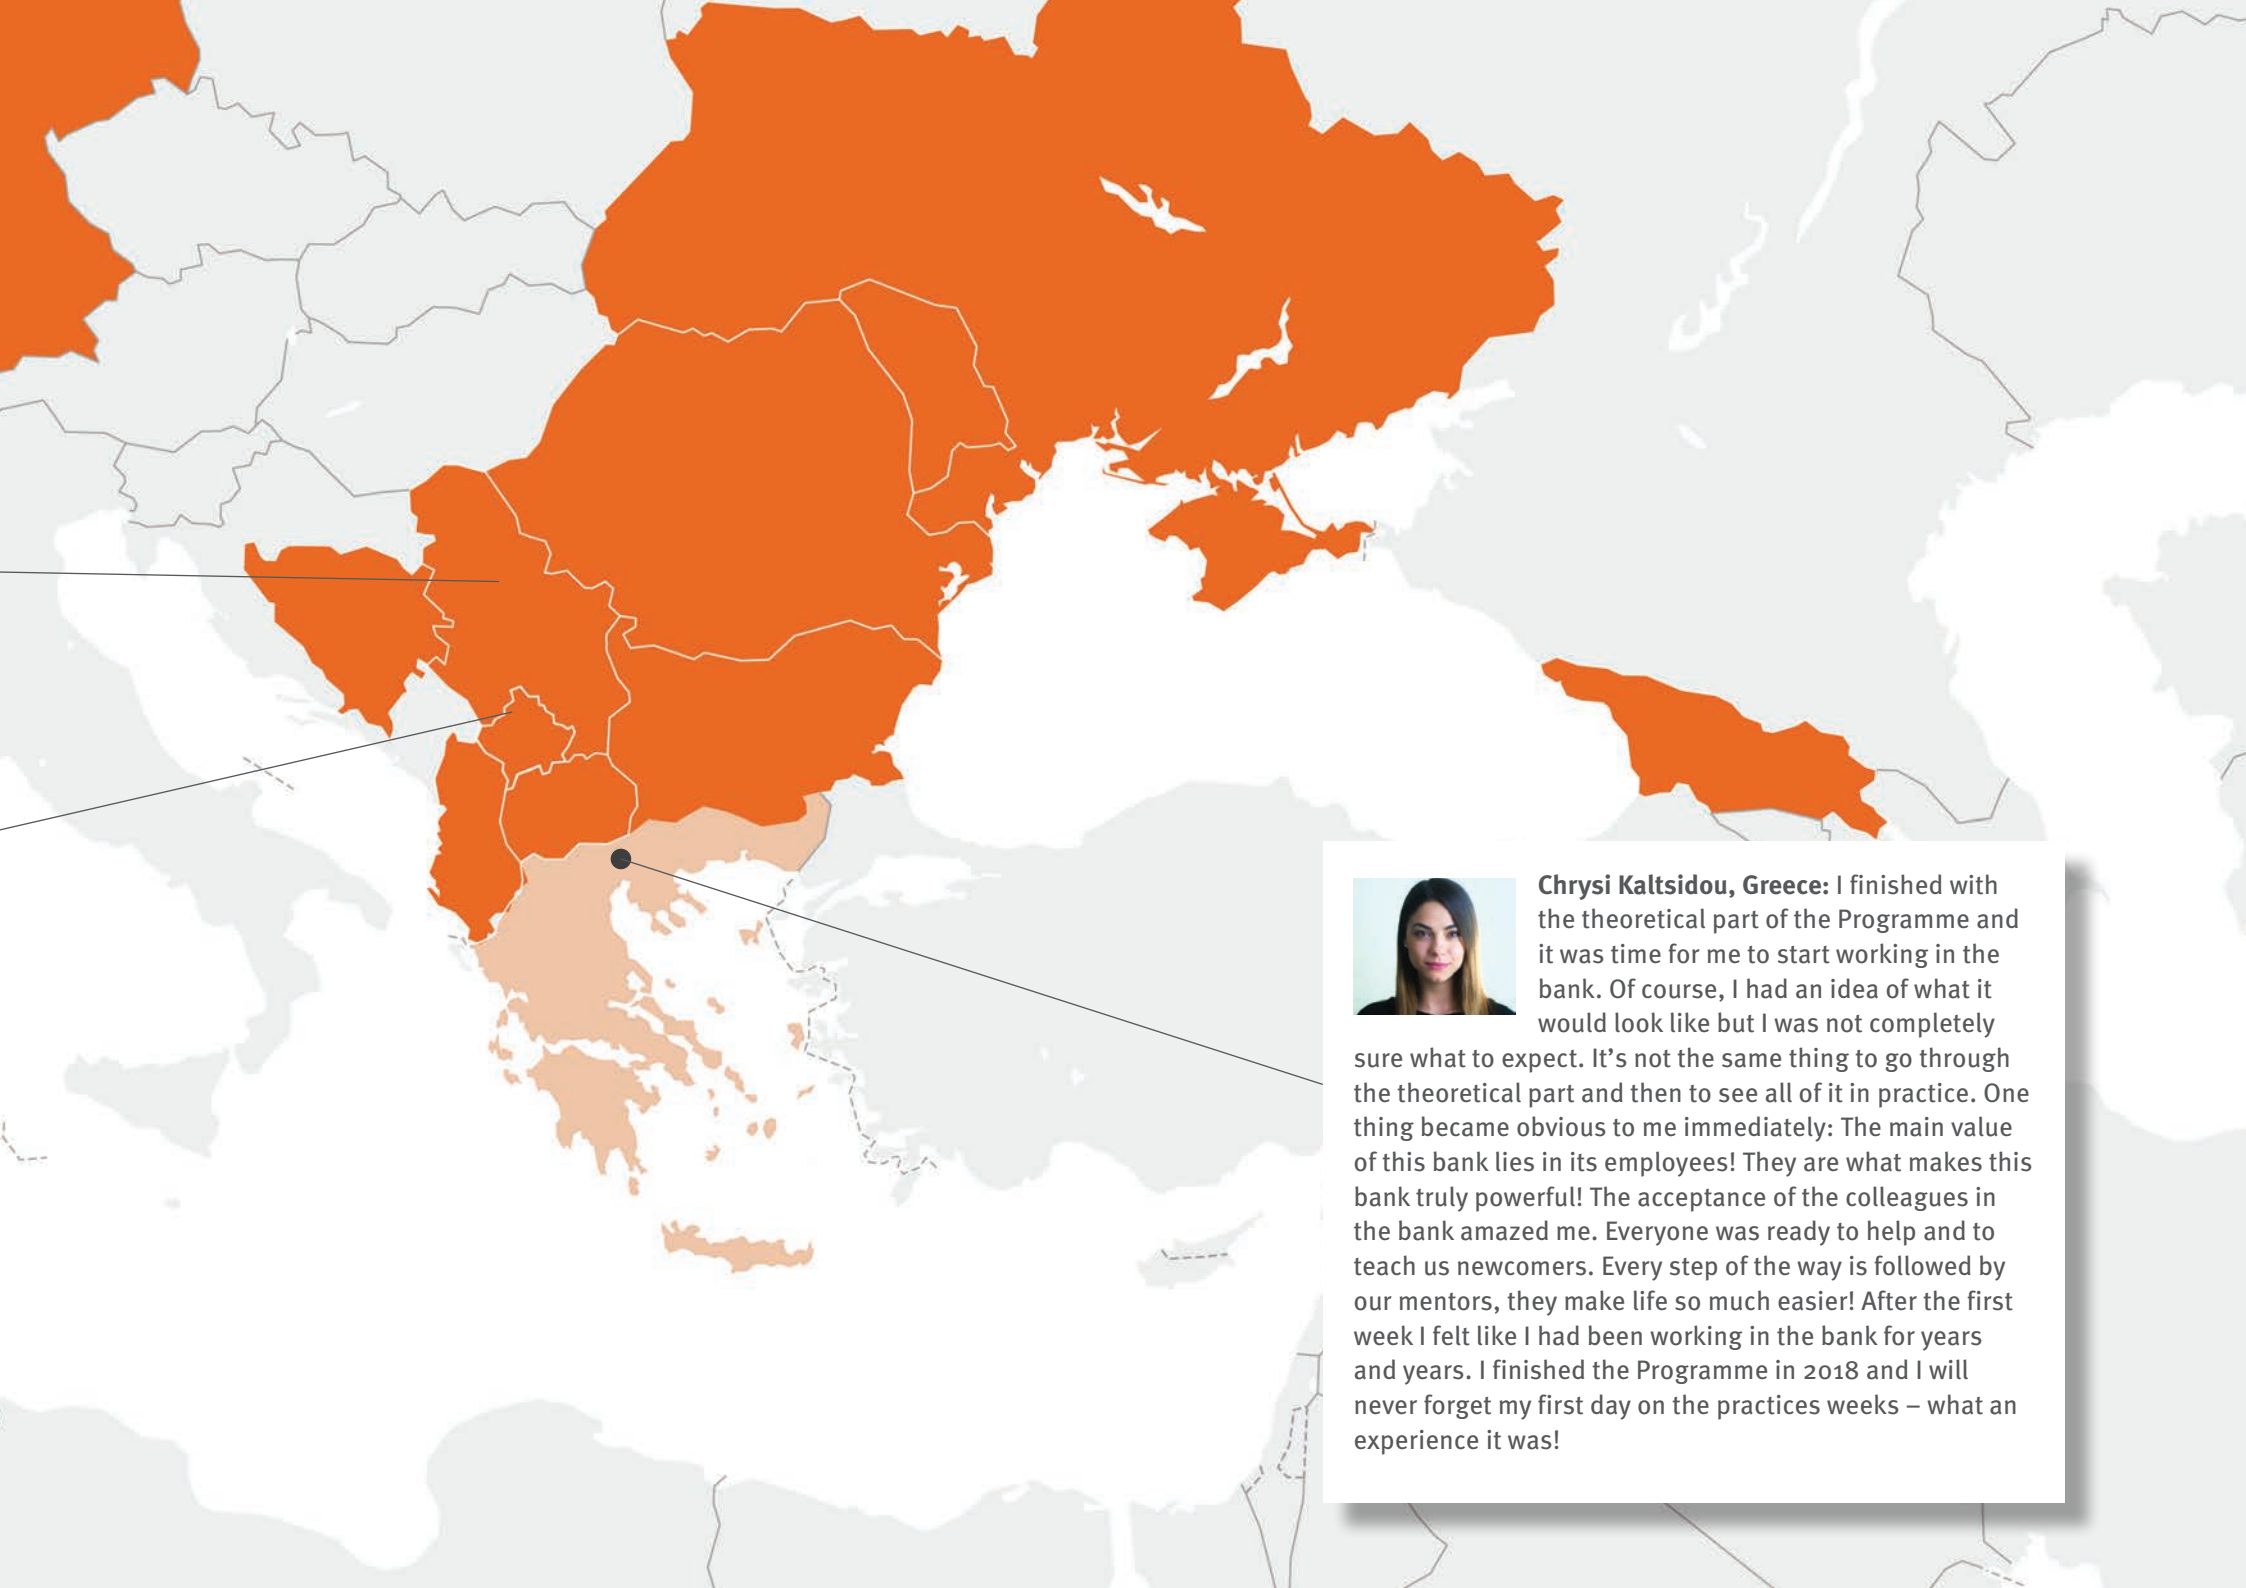 Chrysi Kaltsidou, Greece: I finished with
the theoretical part of the Programme and
it was time for me to start working in the
bank. Of course, I had an idea of what it
would look like but I was not completely
sure what to expect. It’s not the same thing to go through
the theoretical part and then to see all of it in practice. One
thing became obvious to me immediately: The main value
of this bank lies in its employees! They are what makes this
bank truly powerful! The acceptance of the colleagues in
the bank amazed me. Everyone was ready to help and to
teach us newcomers. Every step of the way is followed by
our mentors, they make life so much easier! After the first
week I felt like I had been working in the bank for years
and years. I finished the Programme in 2018 and I will
never forget my first day on the practices weeks – what an
experience it was!